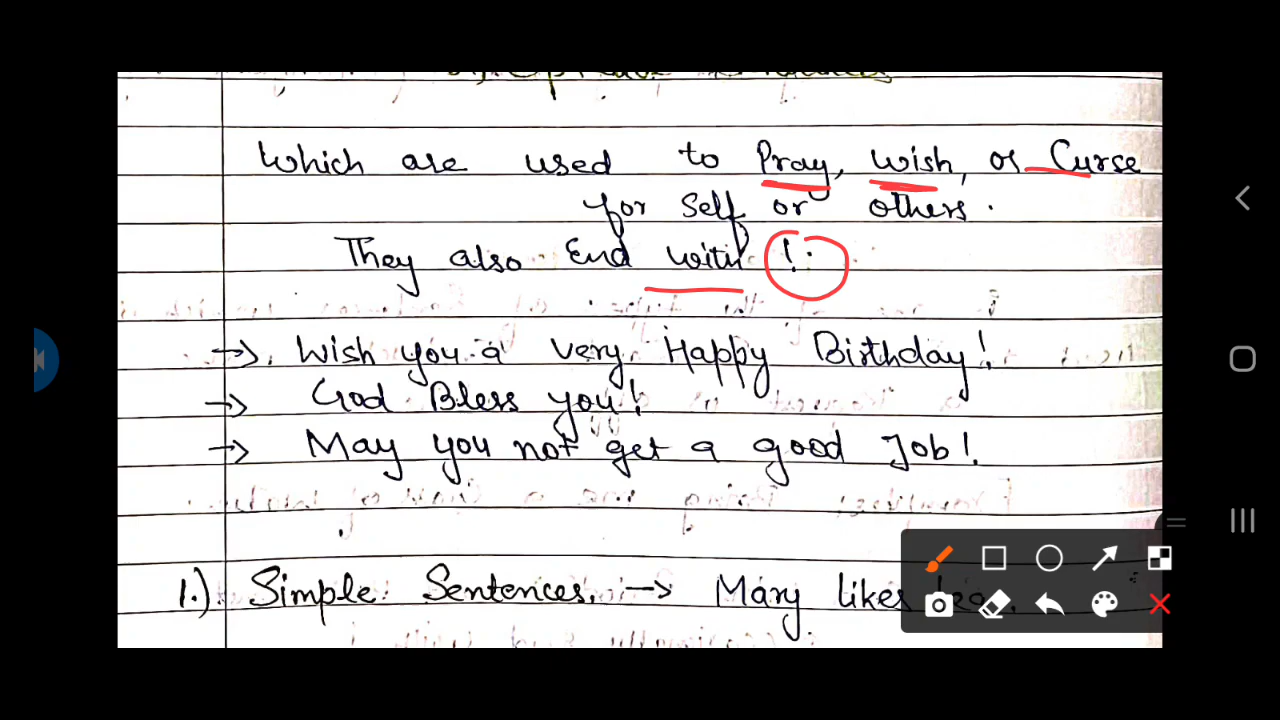 Which are used to Pray, wish, or Curse
for Self or others.
They also End with !.
→ Wish you a very Happy Birthday!
→ God Bless you!
→ May you not get a good Job!
1.) Simple Sentences. → Mary likes